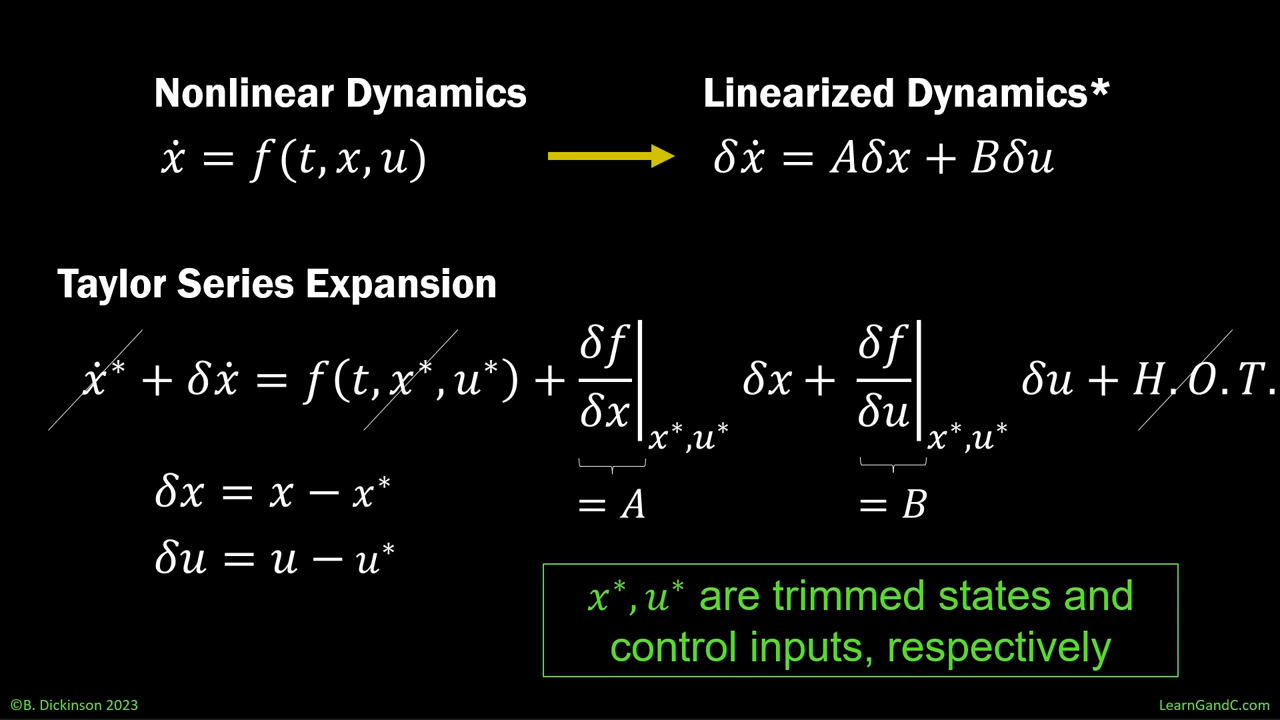 Nonlinear Dynamics
Linearized Dynamics*
ẋ = f(t, x, u)
δẋ = Aδx + Bδu
Taylor Series Expansion
ẋ* + δẋ = f(t, x*, u*) + δf/δx|x*,u* δx + δf/δu|x*,u* δu + H.O.T.
= A
= B
δx = x − x*
δu = u − u*
x*, u* are trimmed states and
control inputs, respectively
©B. Dickinson 2023
LearnGandC.com